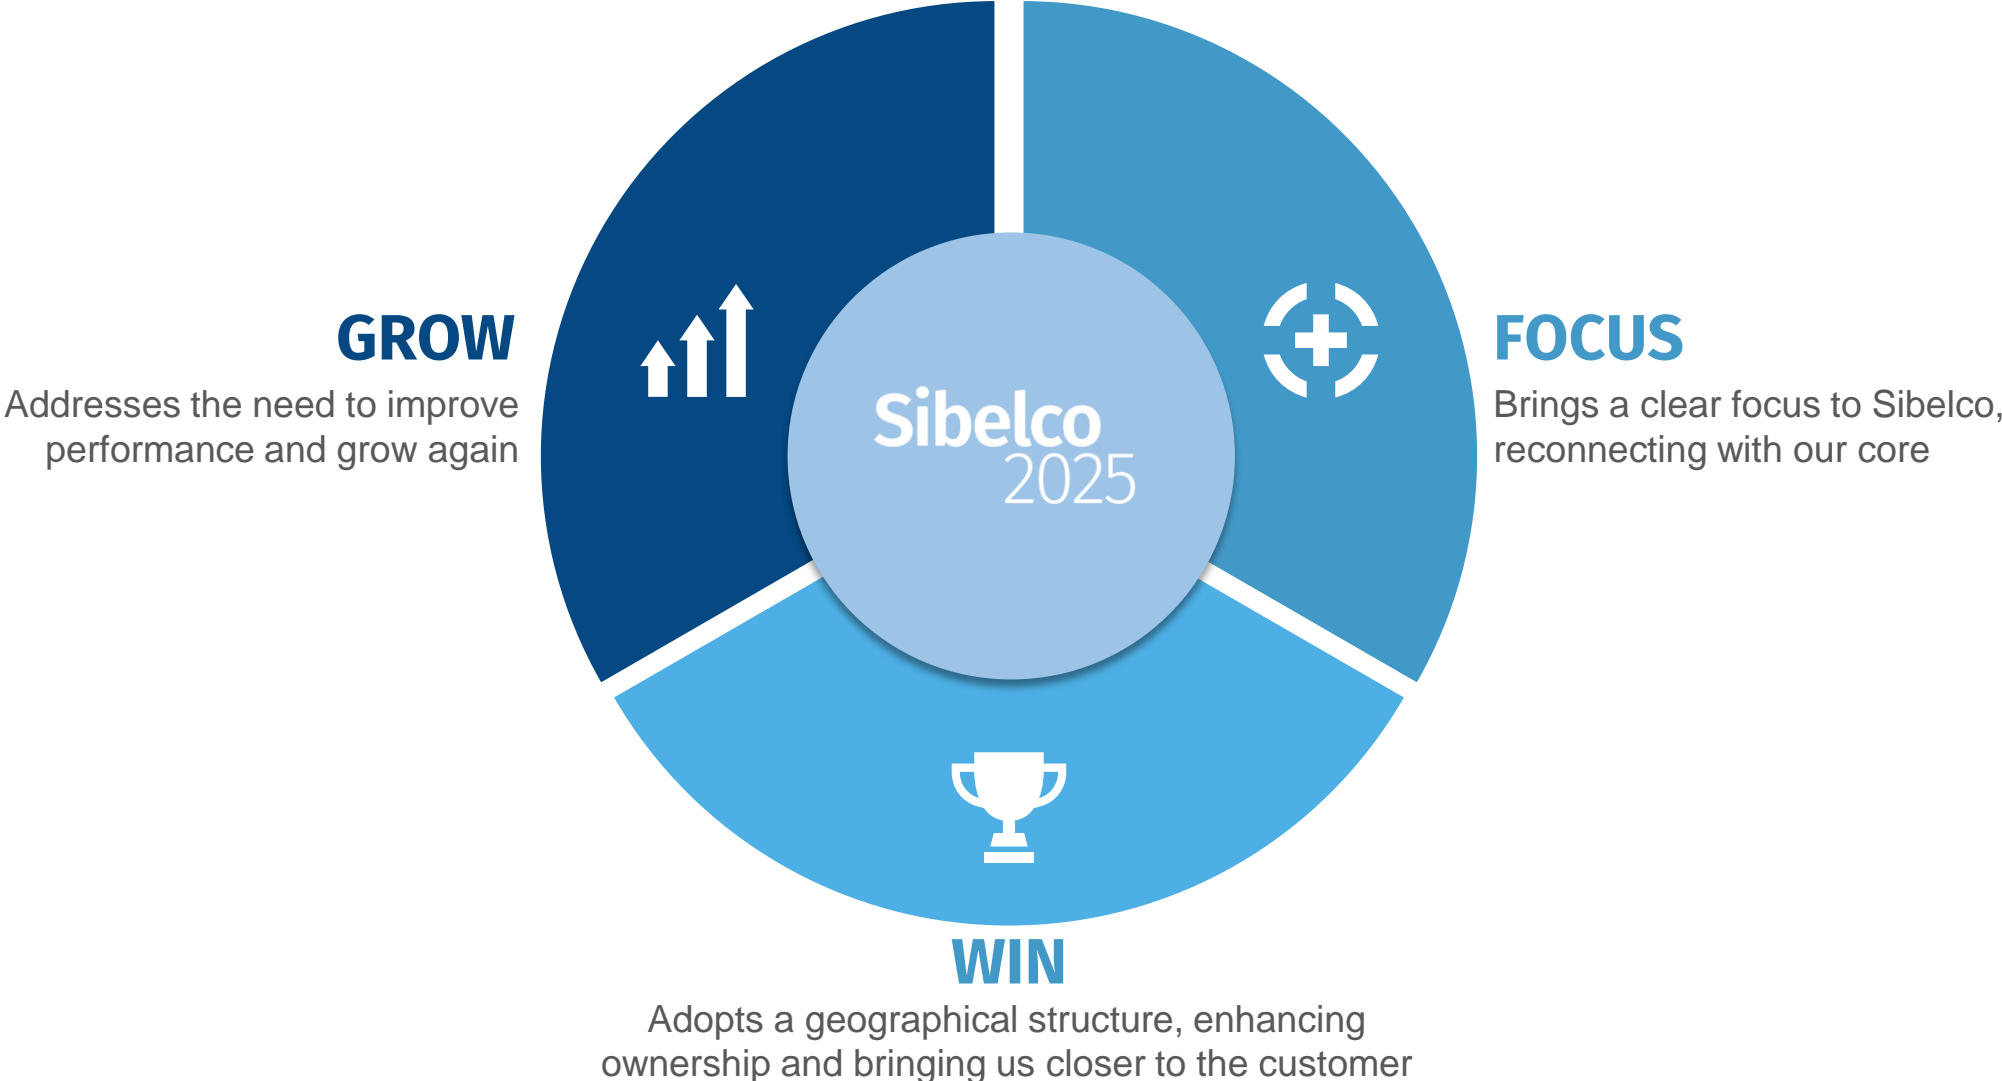 GROW
Addresses the need to improve
performance and grow again
Sibelco
2025
FOCUS
Brings a clear focus to Sibelco,
reconnecting with our core
WIN
Adopts a geographical structure, enhancing
ownership and bringing us closer to the customer